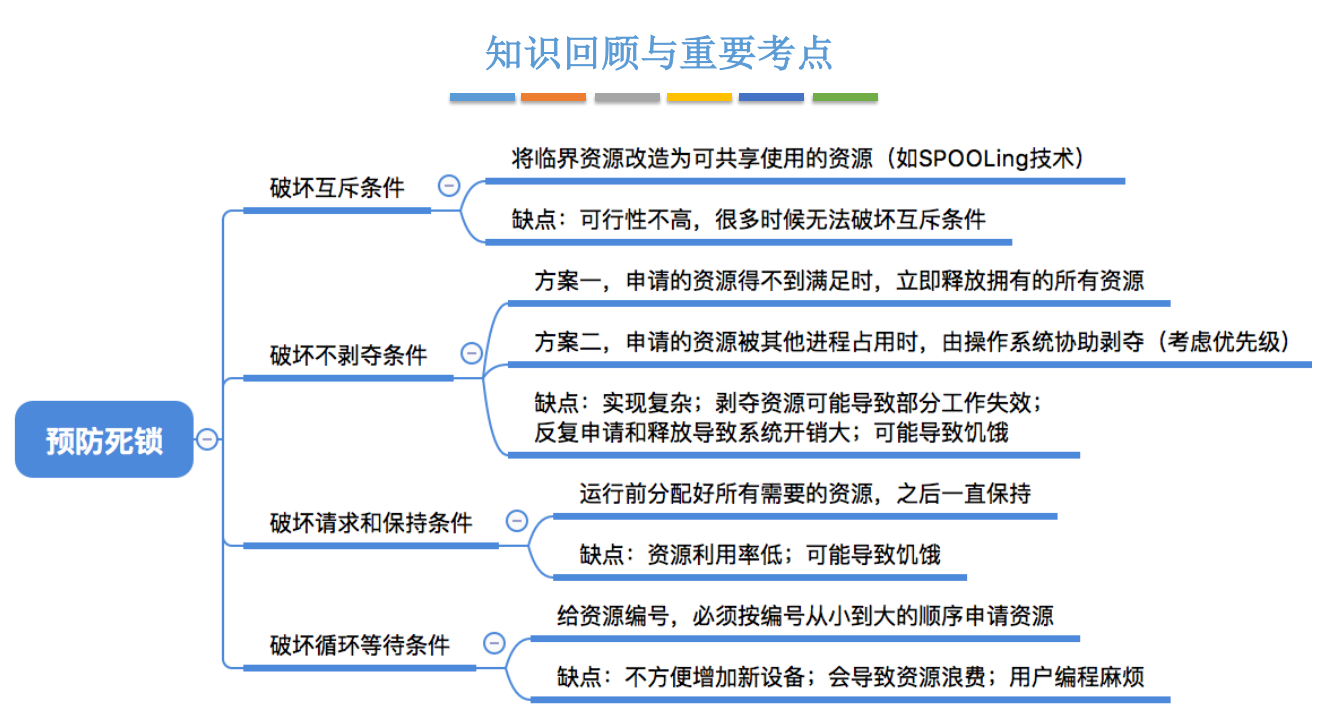 知识回顾与重要考点
破坏互斥条件
将临界资源改造为可共享使用的资源（如SPOOLing技术）
缺点：可行性不高，很多时候无法破坏互斥条件
破坏不剥夺条件
方案一，申请的资源得不到满足时，立即释放拥有的所有资源
方案二，申请的资源被其他进程占用时，由操作系统协助剥夺（考虑优先级）
缺点：实现复杂；剥夺资源可能导致部分工作失效；
反复申请和释放导致系统开销大；可能导致饥饿
预防死锁
破坏请求和保持条件
运行前分配好所有需要的资源，之后一直保持
缺点：资源利用率低；可能导致饥饿
破坏循环等待条件
给资源编号，必须按编号从小到大的顺序申请资源
缺点：不方便增加新设备；会导致资源浪费；用户编程麻烦